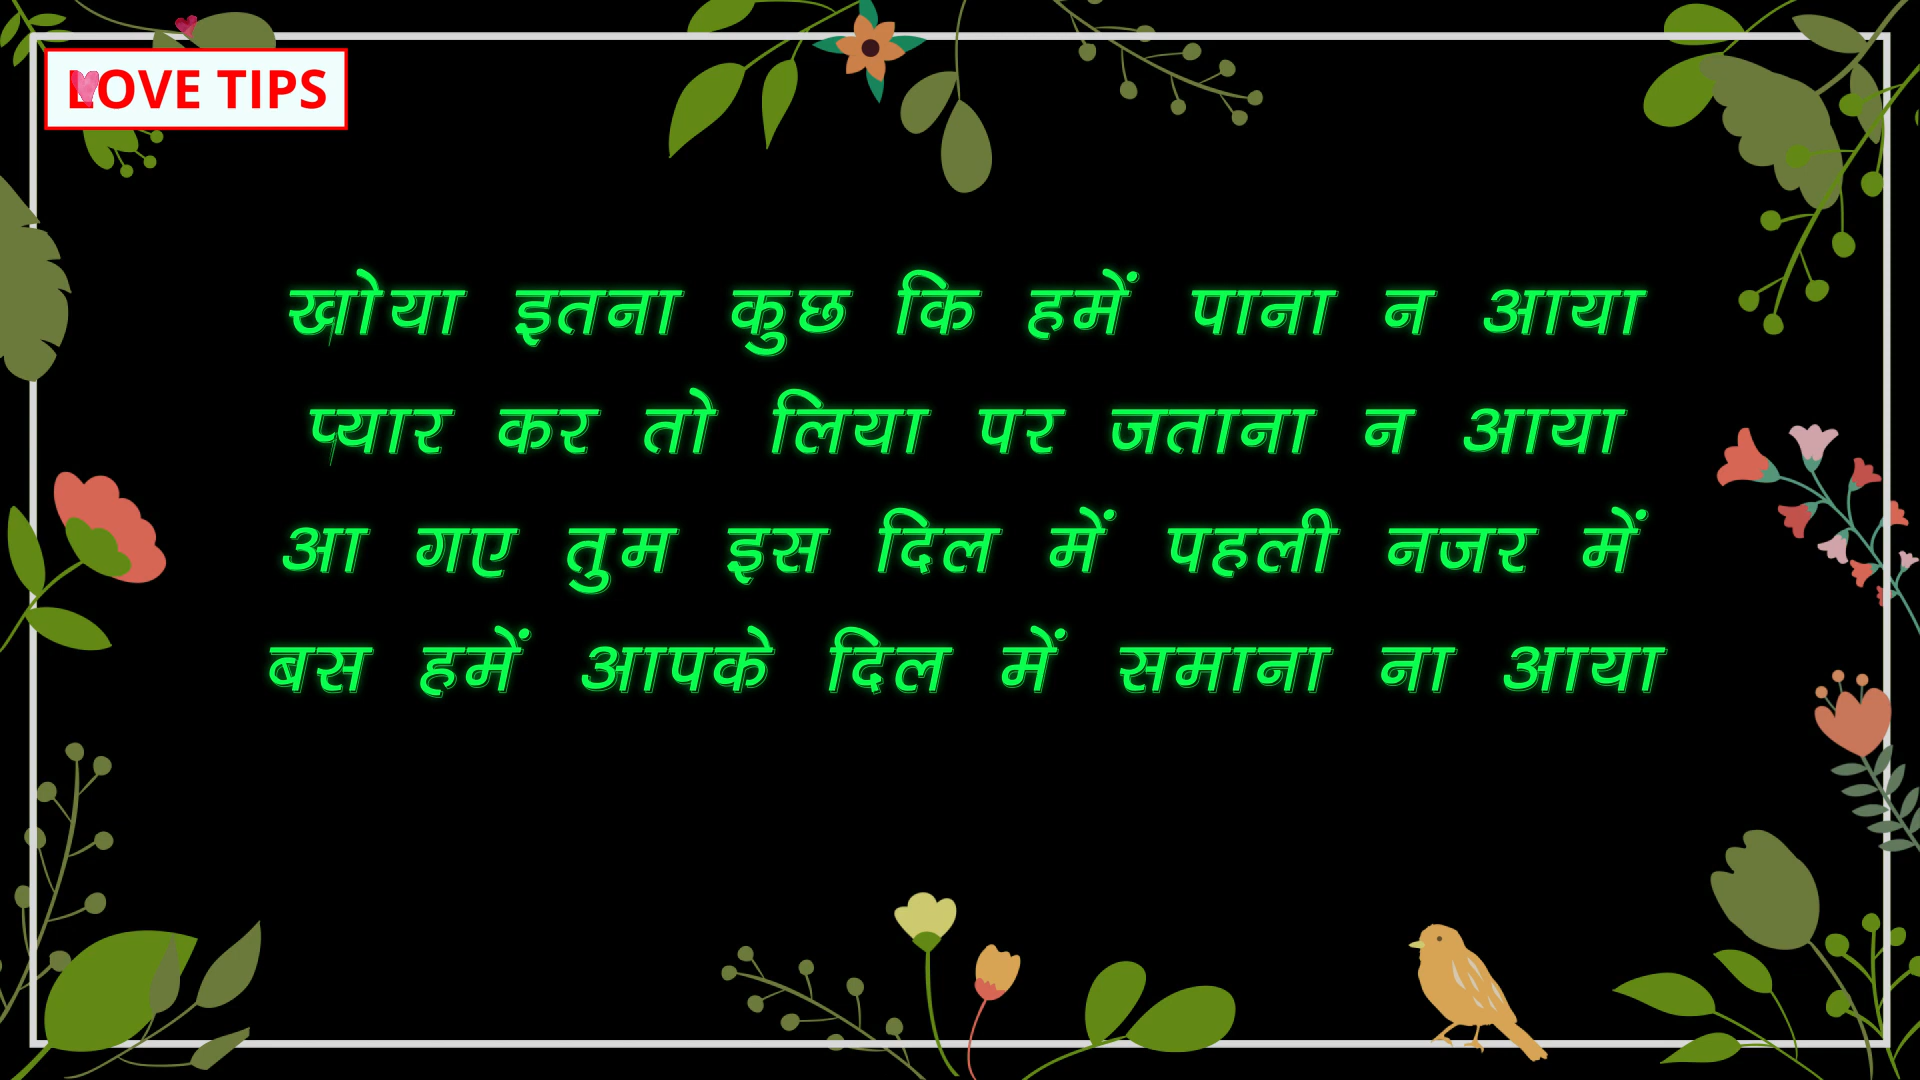 LOVE TIPS
खोया इतना कुछ कि हमें पाना न आया
प्यार कर तो लिया पर जताना न आया
आ गए तुम इस दिल में पहली नजर में
बस हमें आपके दिल में समाना ना आया